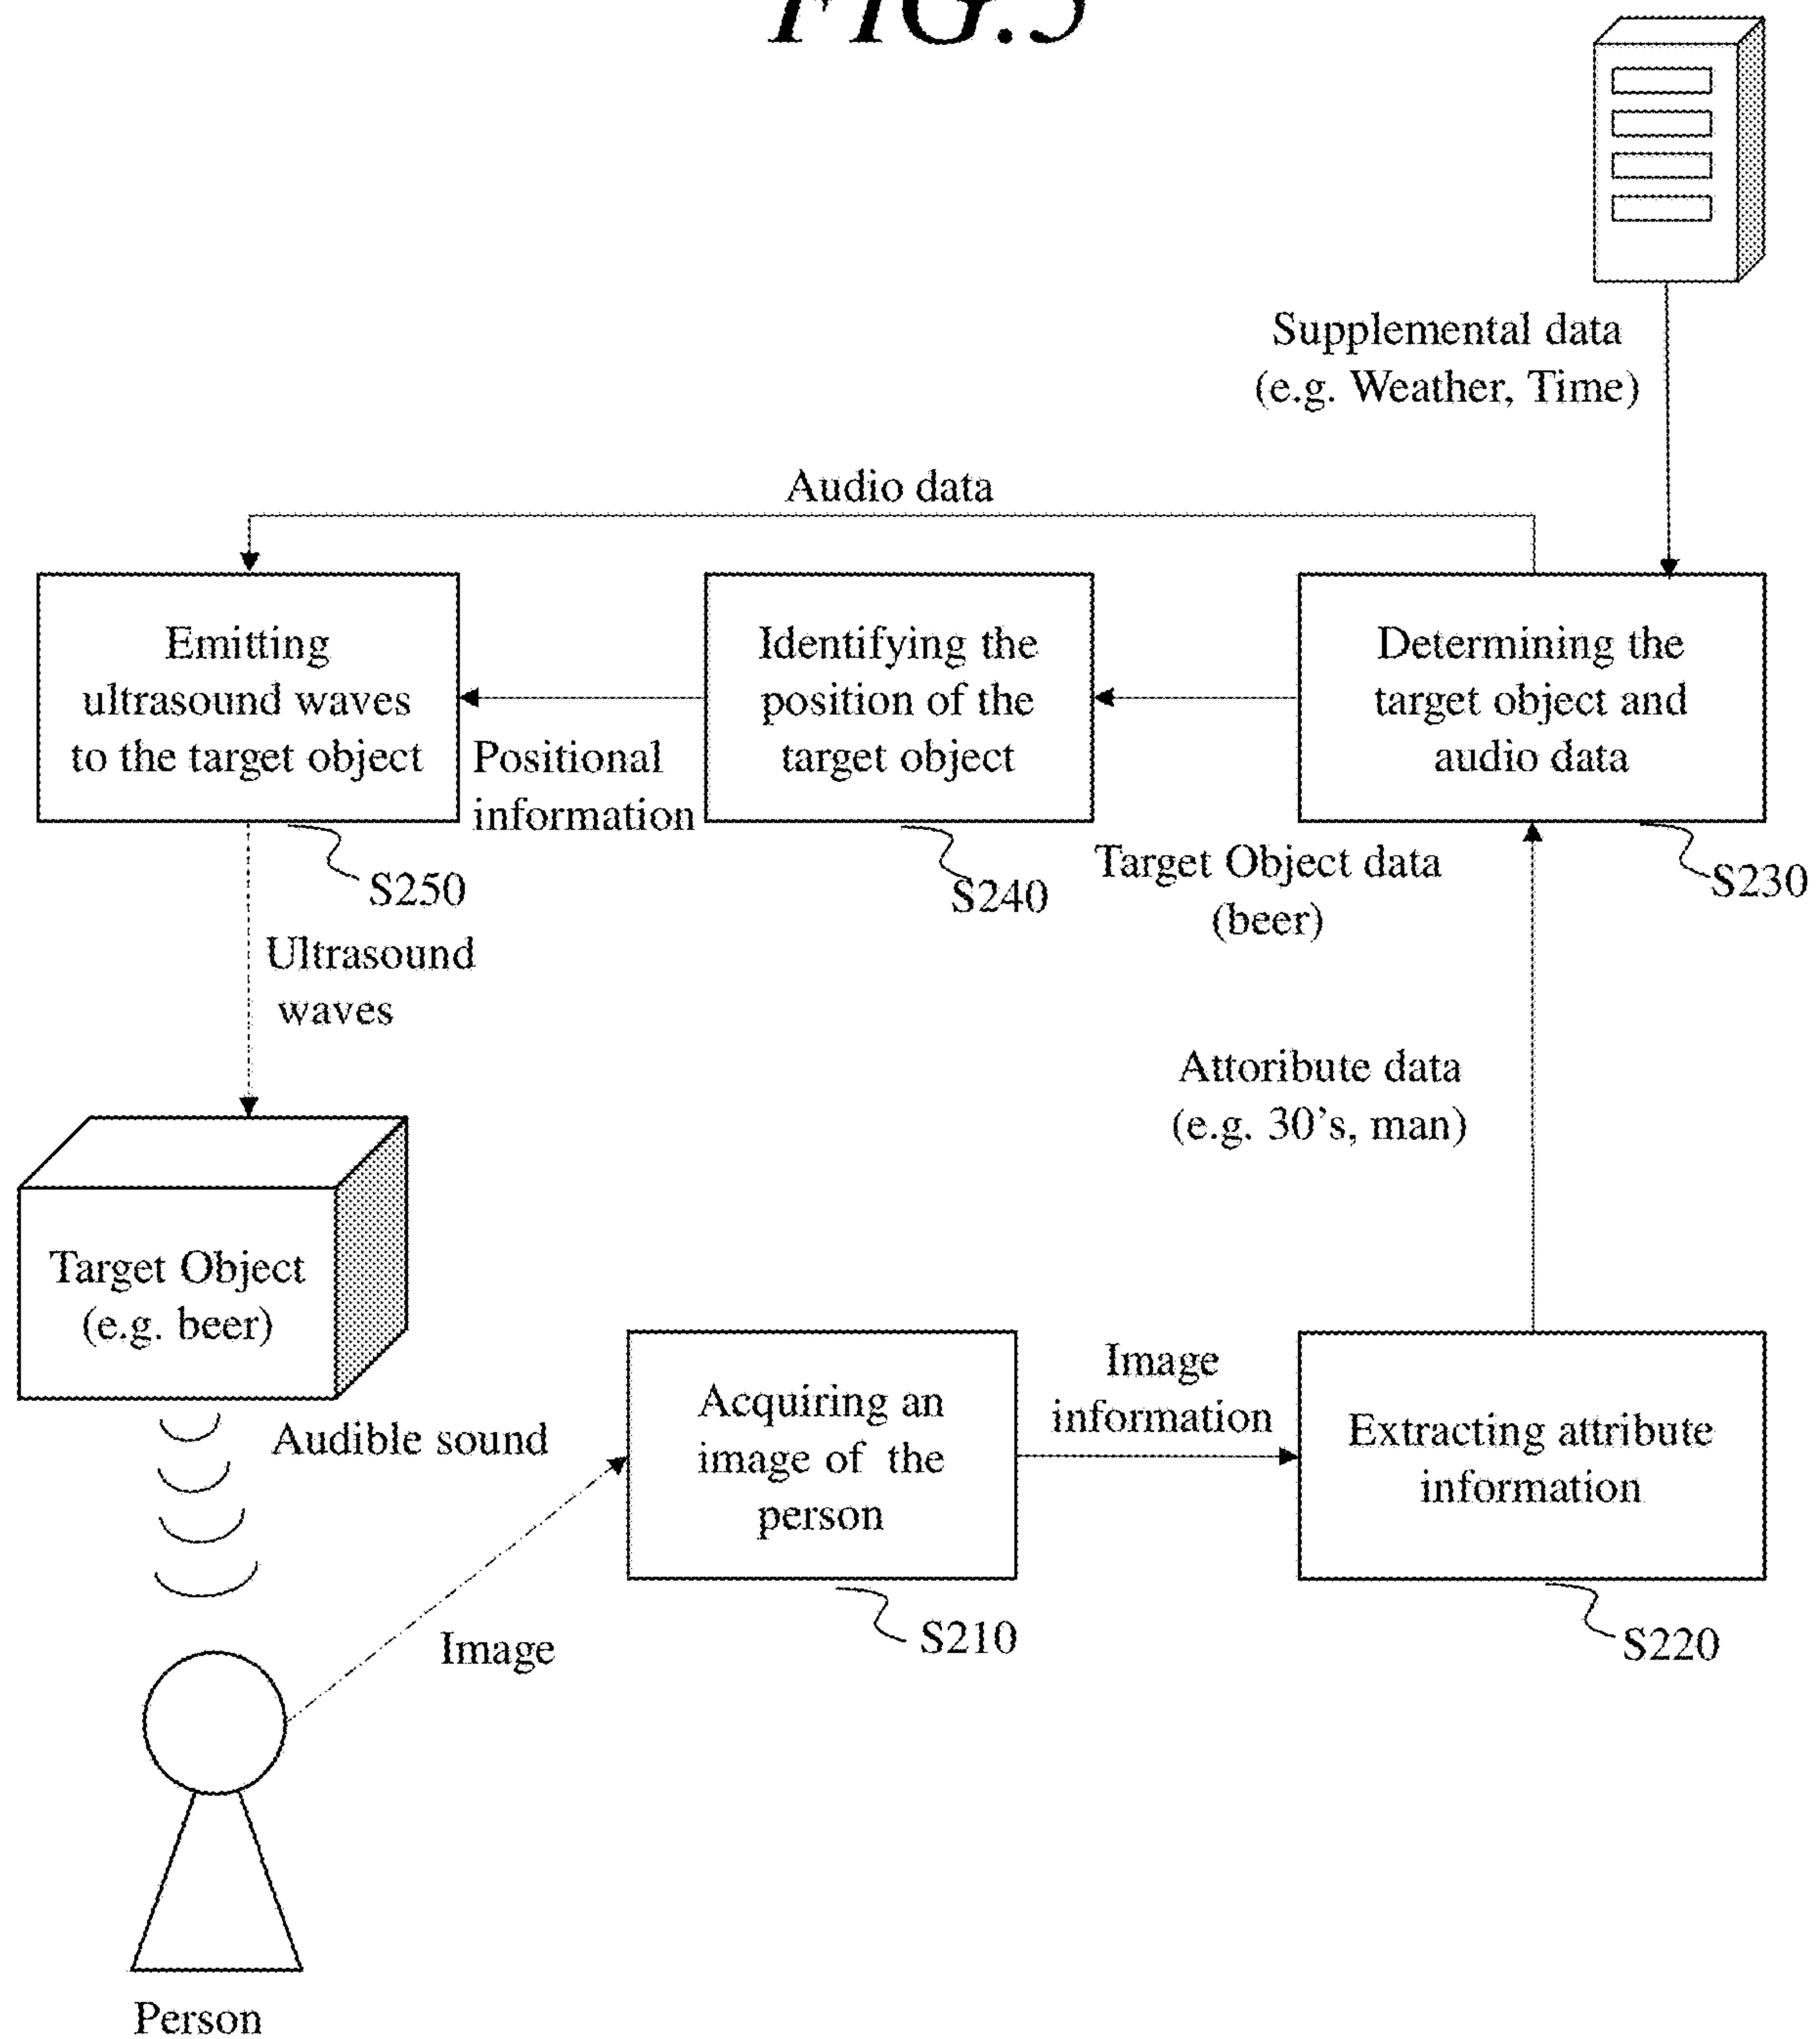 FIG.5
Supplemental data
(e.g. Weather, Time)
Audio data
Emitting
ultrasound waves
to the target object
Positional
information
Identifying the
position of the
target object
Determining the
target object and
audio data
S250
S240
Target Object data
(beer)
S230
Ultrasound
waves
Attoribute data
(e.g. 30's, man)
Target Object
(e.g. beer)
Audible sound
Acquiring an
image of the
person
Image
information
Extracting attribute
information
Image
S210
S220
Person